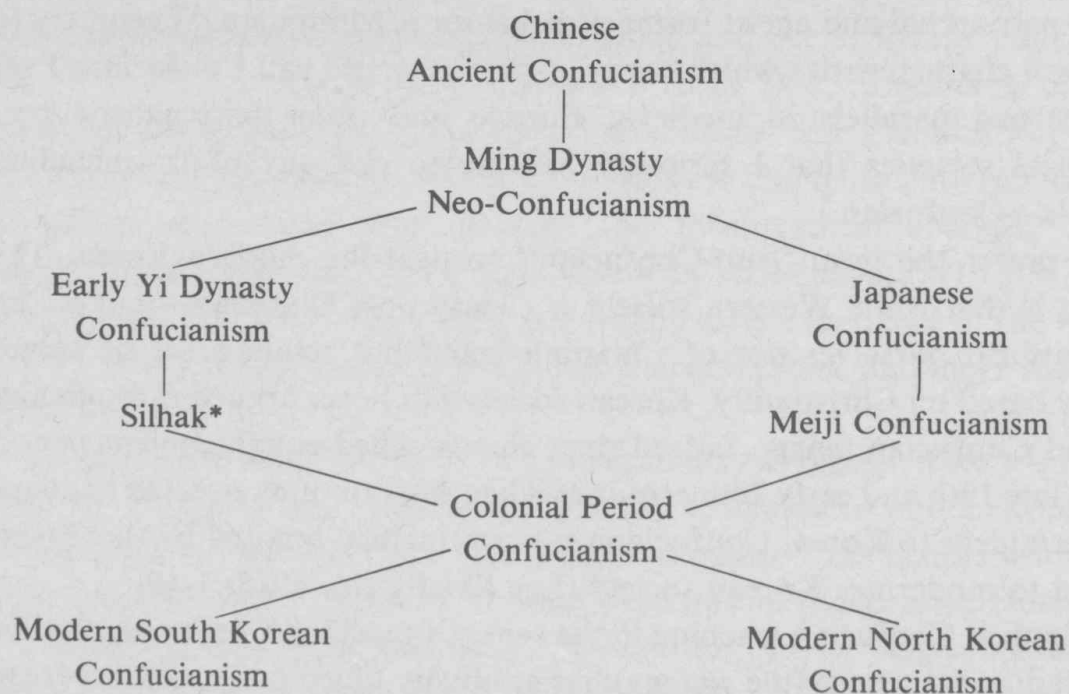 Chinese
Ancient Confucianism
Ming Dynasty
Neo-Confucianism
Early Yi Dynasty
Confucianism
Japanese
Confucianism
Silhak*
Meiji Confucianism
Colonial Period
Confucianism
Modern South Korean
Confucianism
Modern North Korean
Confucianism